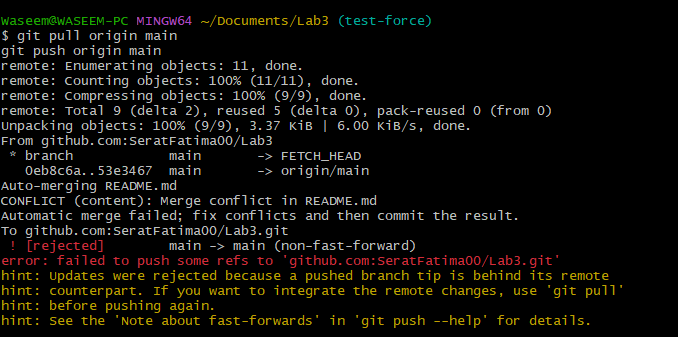 Waseem@WASEEM-PC MINGW64 ~/Documents/Lab3 (test-force)
$ git pull origin main
git push origin main
remote: Enumerating objects: 11, done.
remote: Counting objects: 100% (11/11), done.
remote: Compressing objects: 100% (9/9), done.
remote: Total 9 (delta 2), reused 5 (delta 0), pack-reused 0 (from 0)
Unpacking objects: 100% (9/9), 3.37 KiB | 6.00 KiB/s, done.
From github.com:SeratFatima00/Lab3
 * branch            main       -> FETCH_HEAD
   0eb8c6a..53e3467  main       -> origin/main
Auto-merging README.md
CONFLICT (content): Merge conflict in README.md
Automatic merge failed; fix conflicts and then commit the result.
To github.com:SeratFatima00/Lab3.git
 ! [rejected]        main -> main (non-fast-forward)
error: failed to push some refs to 'github.com:SeratFatima00/Lab3.git'
hint: Updates were rejected because a pushed branch tip is behind its remote
hint: counterpart. If you want to integrate the remote changes, use 'git pull'
hint: before pushing again.
hint: See the 'Note about fast-forwards' in 'git push --help' for details.